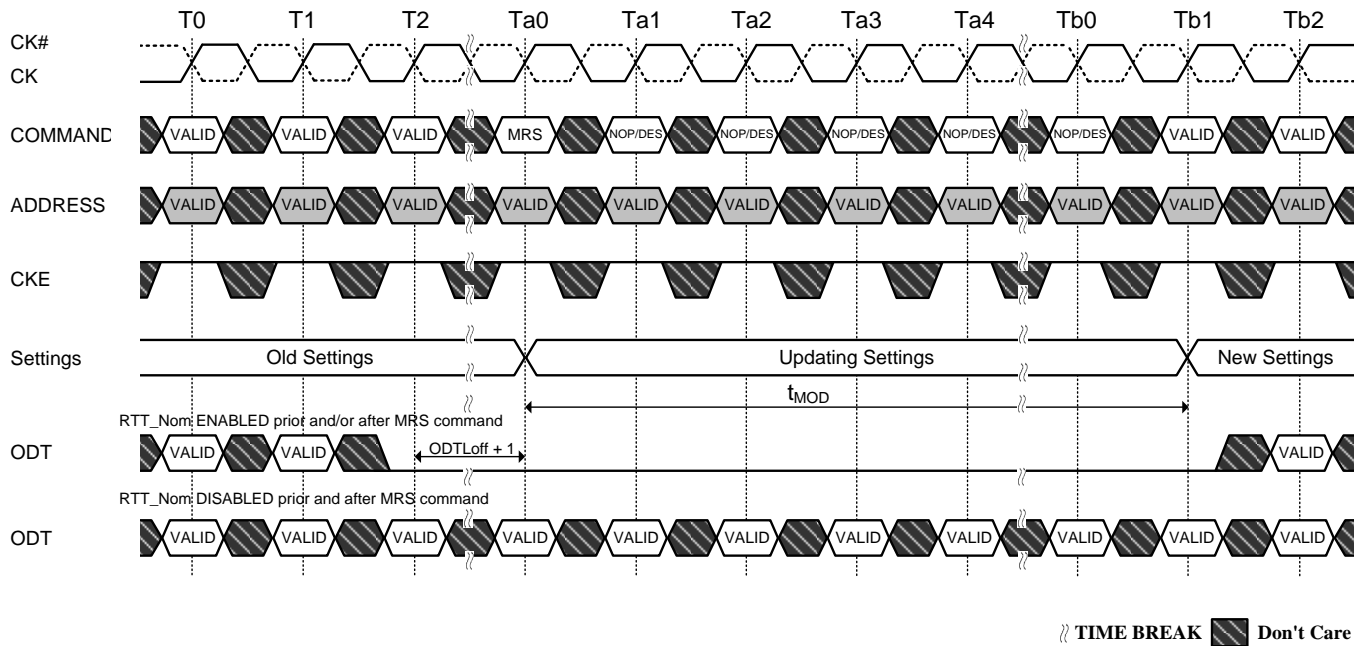 T0 T1 T2 Ta0 Ta1 Ta2 Ta3 Ta4 Tb0 Tb1 Tb2
CK#
CK
COMMAND VALID VALID VALID MRS NOP/DES NOP/DES NOP/DES NOP/DES NOP/DES VALID VALID
ADDRESS VALID VALID VALID VALID VALID VALID VALID VALID VALID VALID VALID
CKE
Settings Old Settings Updating Settings New Settings
tMOD
RTT_Nom ENABLED prior and/or after MRS command
ODT VALID VALID ODTLoff + 1 VALID
RTT_Nom DISABLED prior and after MRS command
ODT VALID VALID VALID VALID VALID VALID VALID VALID VALID VALID VALID
TIME BREAK Don't Care